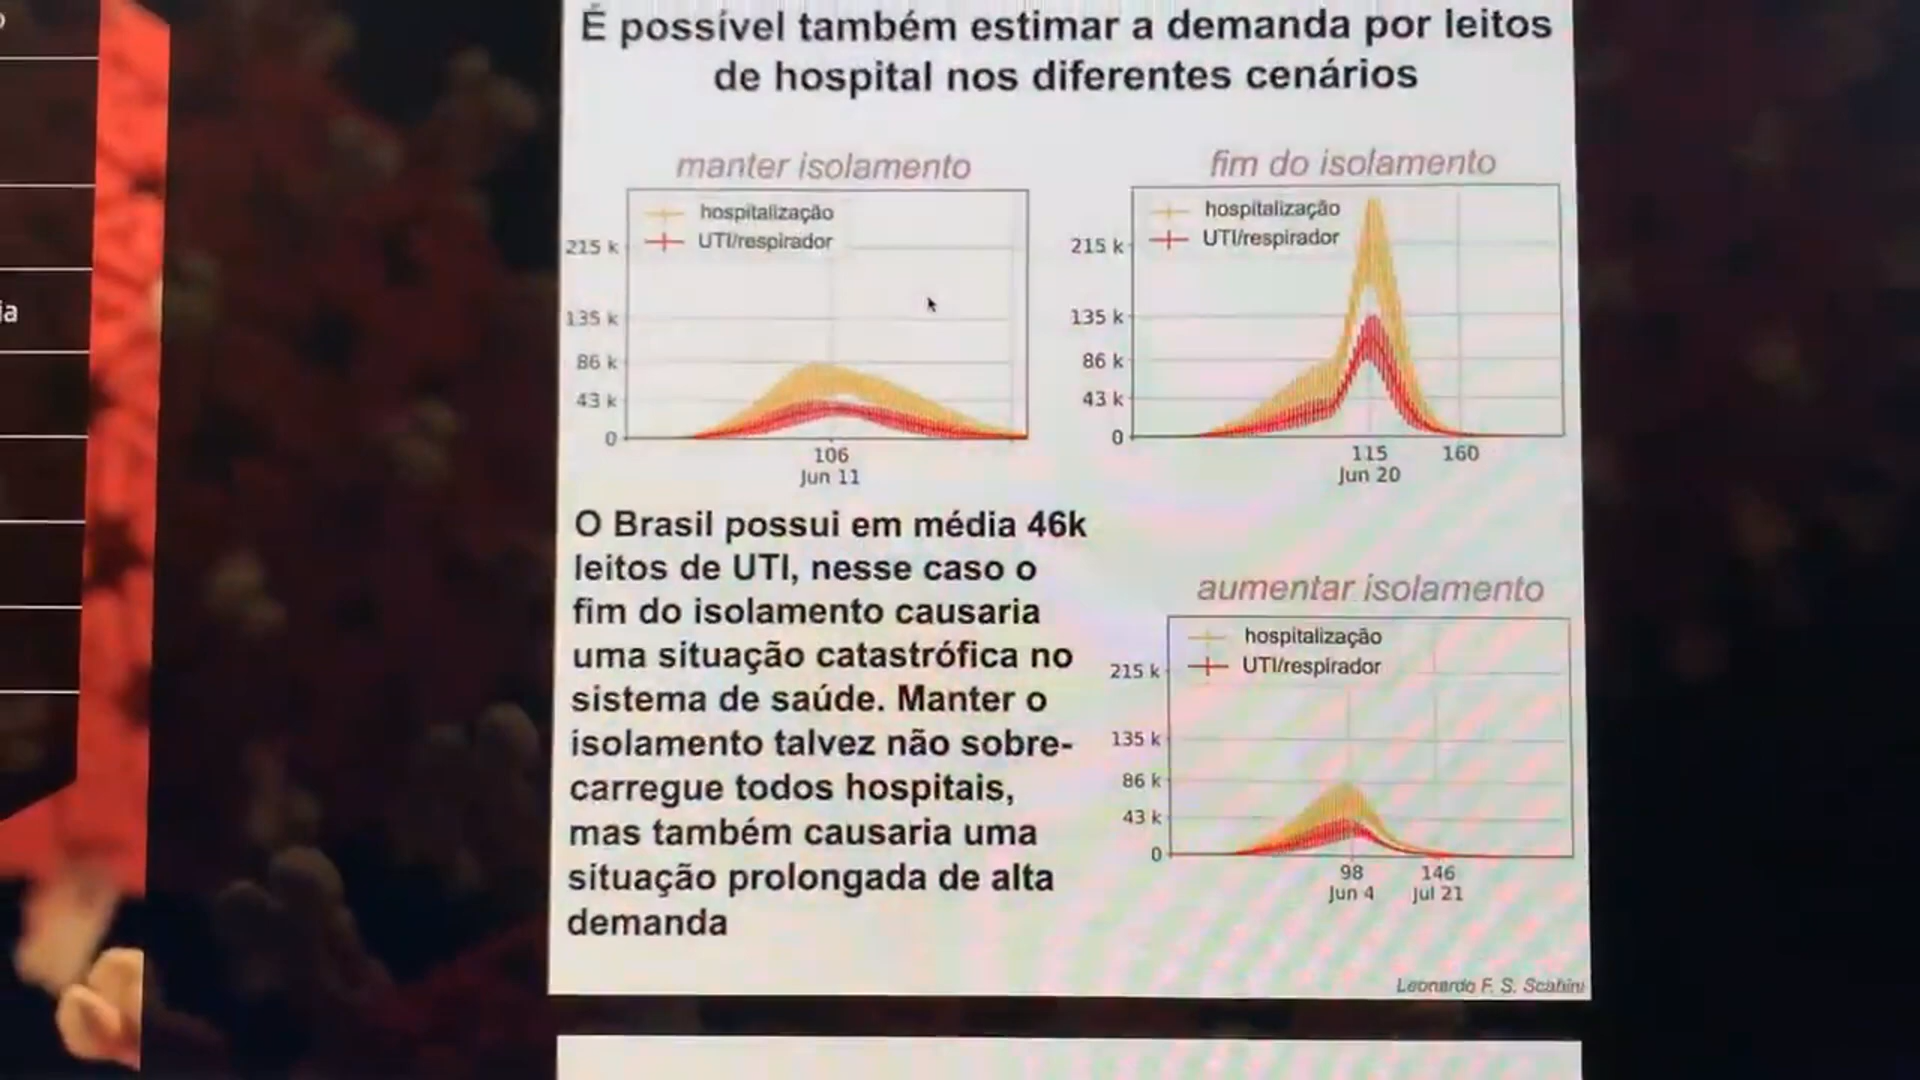 É possível também estimar a demanda por leitos
de hospital nos diferentes cenários
manter isolamento
hospitalização
UTI/respirador
215 k
135 k
86 k
43 k
0
106
Jun 11
fim do isolamento
hospitalização
UTI/respirador
215 k
135 k
86 k
43 k
0
115
Jun 20
160
O Brasil possui em média 46k
leitos de UTI, nesse caso o
fim do isolamento causaria
uma situação catastrófica no
sistema de saúde. Manter o
isolamento talvez não sobre-
carregue todos hospitais,
mas também causaria uma
situação prolongada de alta
demanda
aumentar isolamento
hospitalização
UTI/respirador
215 k
135 k
86 k
43 k
0
98
Jun 4
146
Jul 21
Leonardo F. S. Scabini